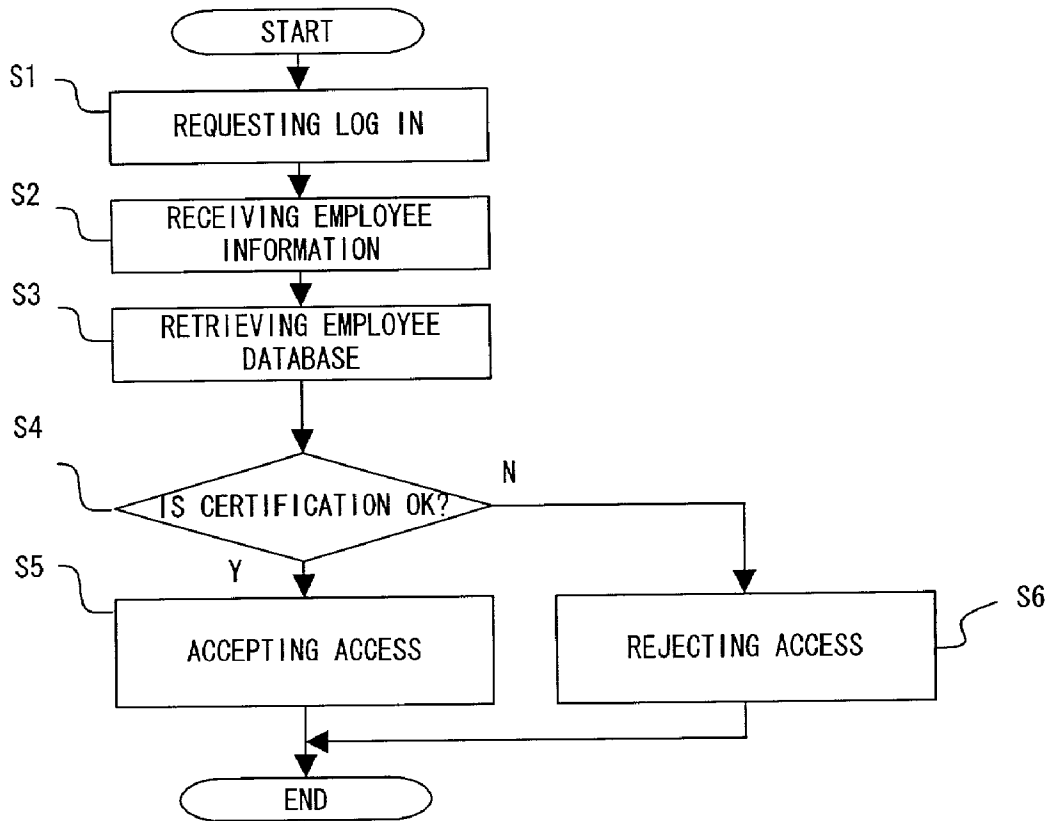 START
S1
REQUESTING LOG IN
S2
RECEIVING EMPLOYEE
INFORMATION
S3
RETRIEVING EMPLOYEE
DATABASE
S4
IS CERTIFICATION OK?
N
Y
S5
ACCEPTING ACCESS
S6
REJECTING ACCESS
END